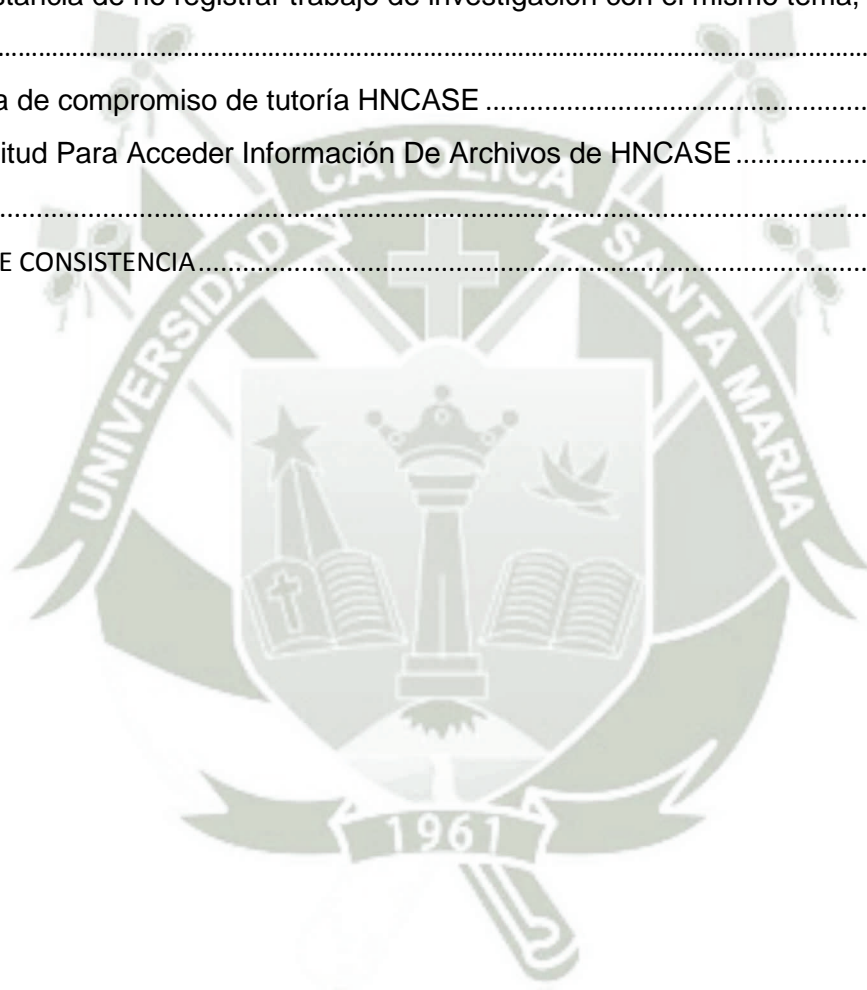 stancia de no registrar trabajo de investigación con el mismo tema,
a de compromiso de tutoría HNCASE
itud Para Acceder Información De Archivos de HNCASE
E CONSISTENCIA
UNIVERSIDAD CATOLICA SANTA MARIA
1961